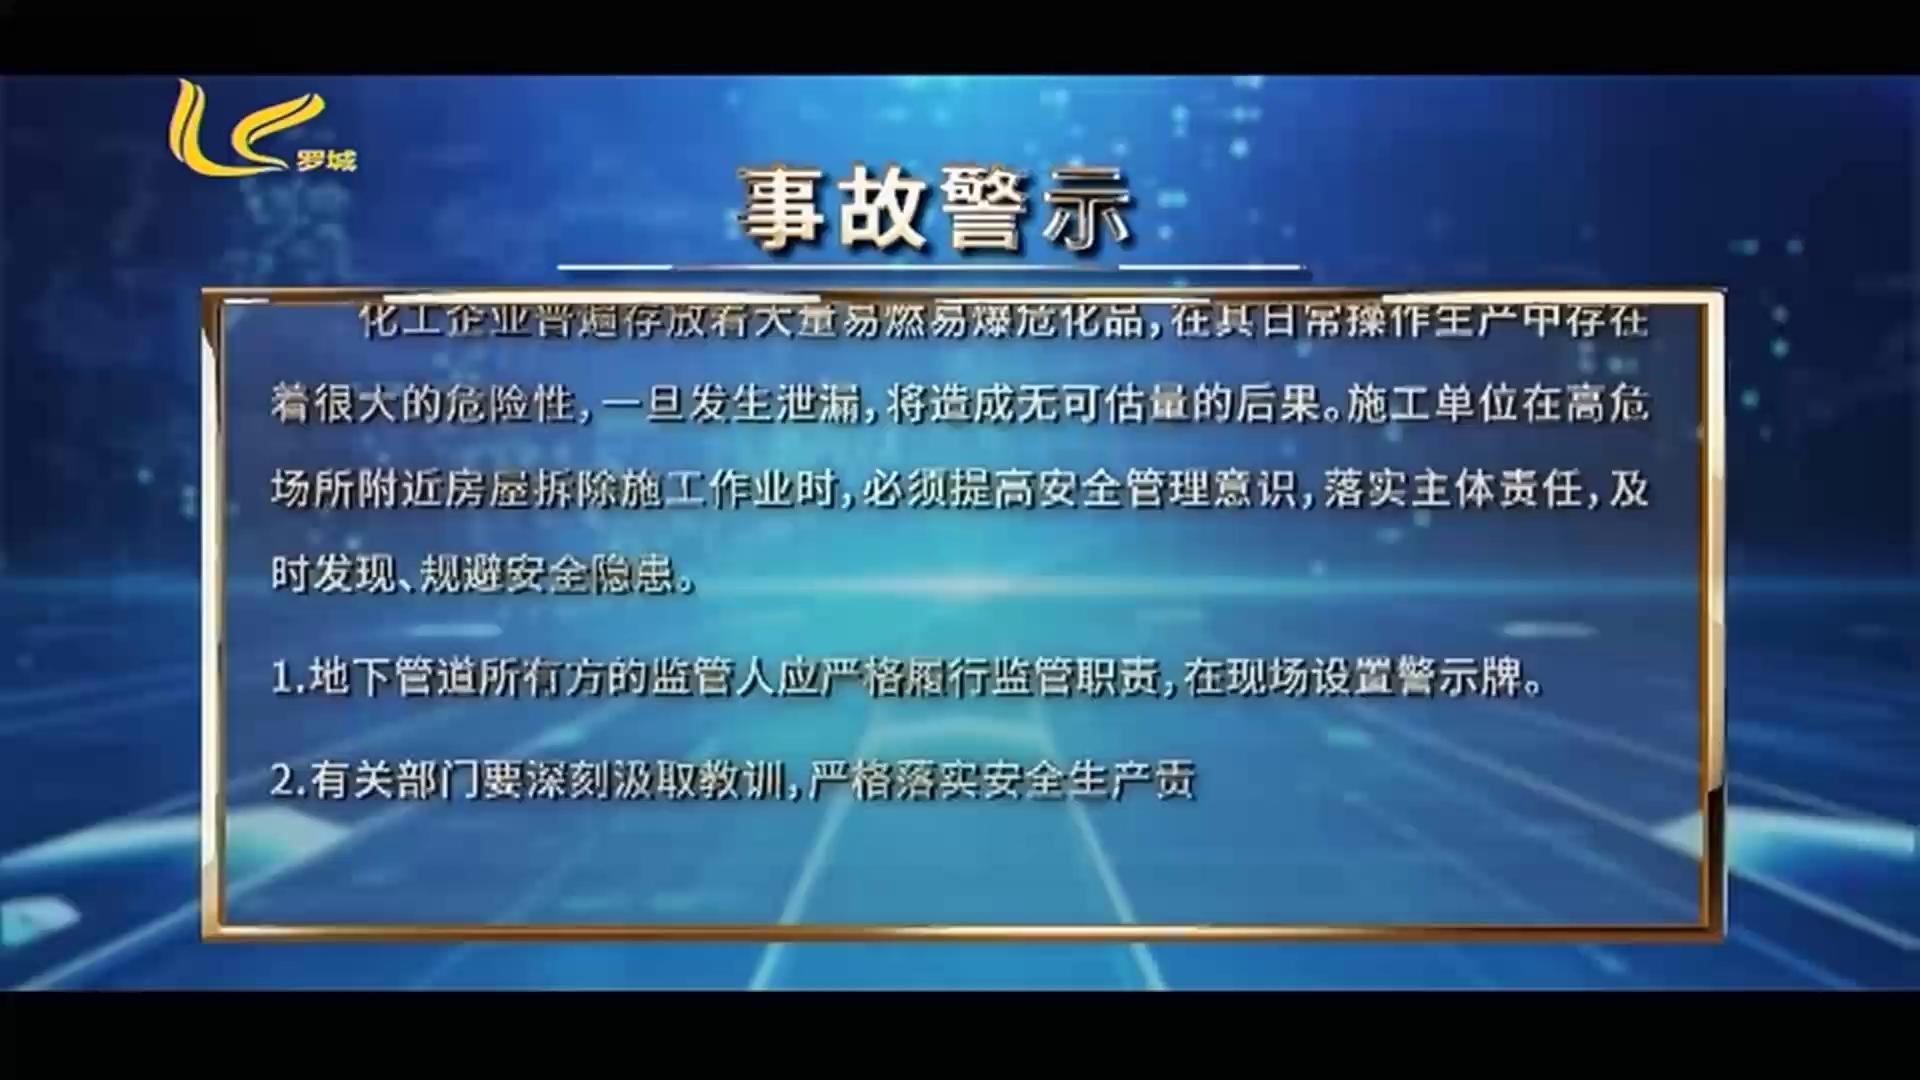 罗城
事故警示
化工企业普遍存放着大量易燃易爆危化品,在其日常操作生产中存在
着很大的危险性,一旦发生泄漏,将造成无可估量的后果。施工单位在高危
场所附近房屋拆除施工作业时,必须提高安全管理意识,落实主体责任,及
时发现、规避安全隐患。
1.地下管道所有方的监管人应严格履行监管职责,在现场设置警示牌。
2.有关部门要深刻汲取教训,严格落实安全生产责